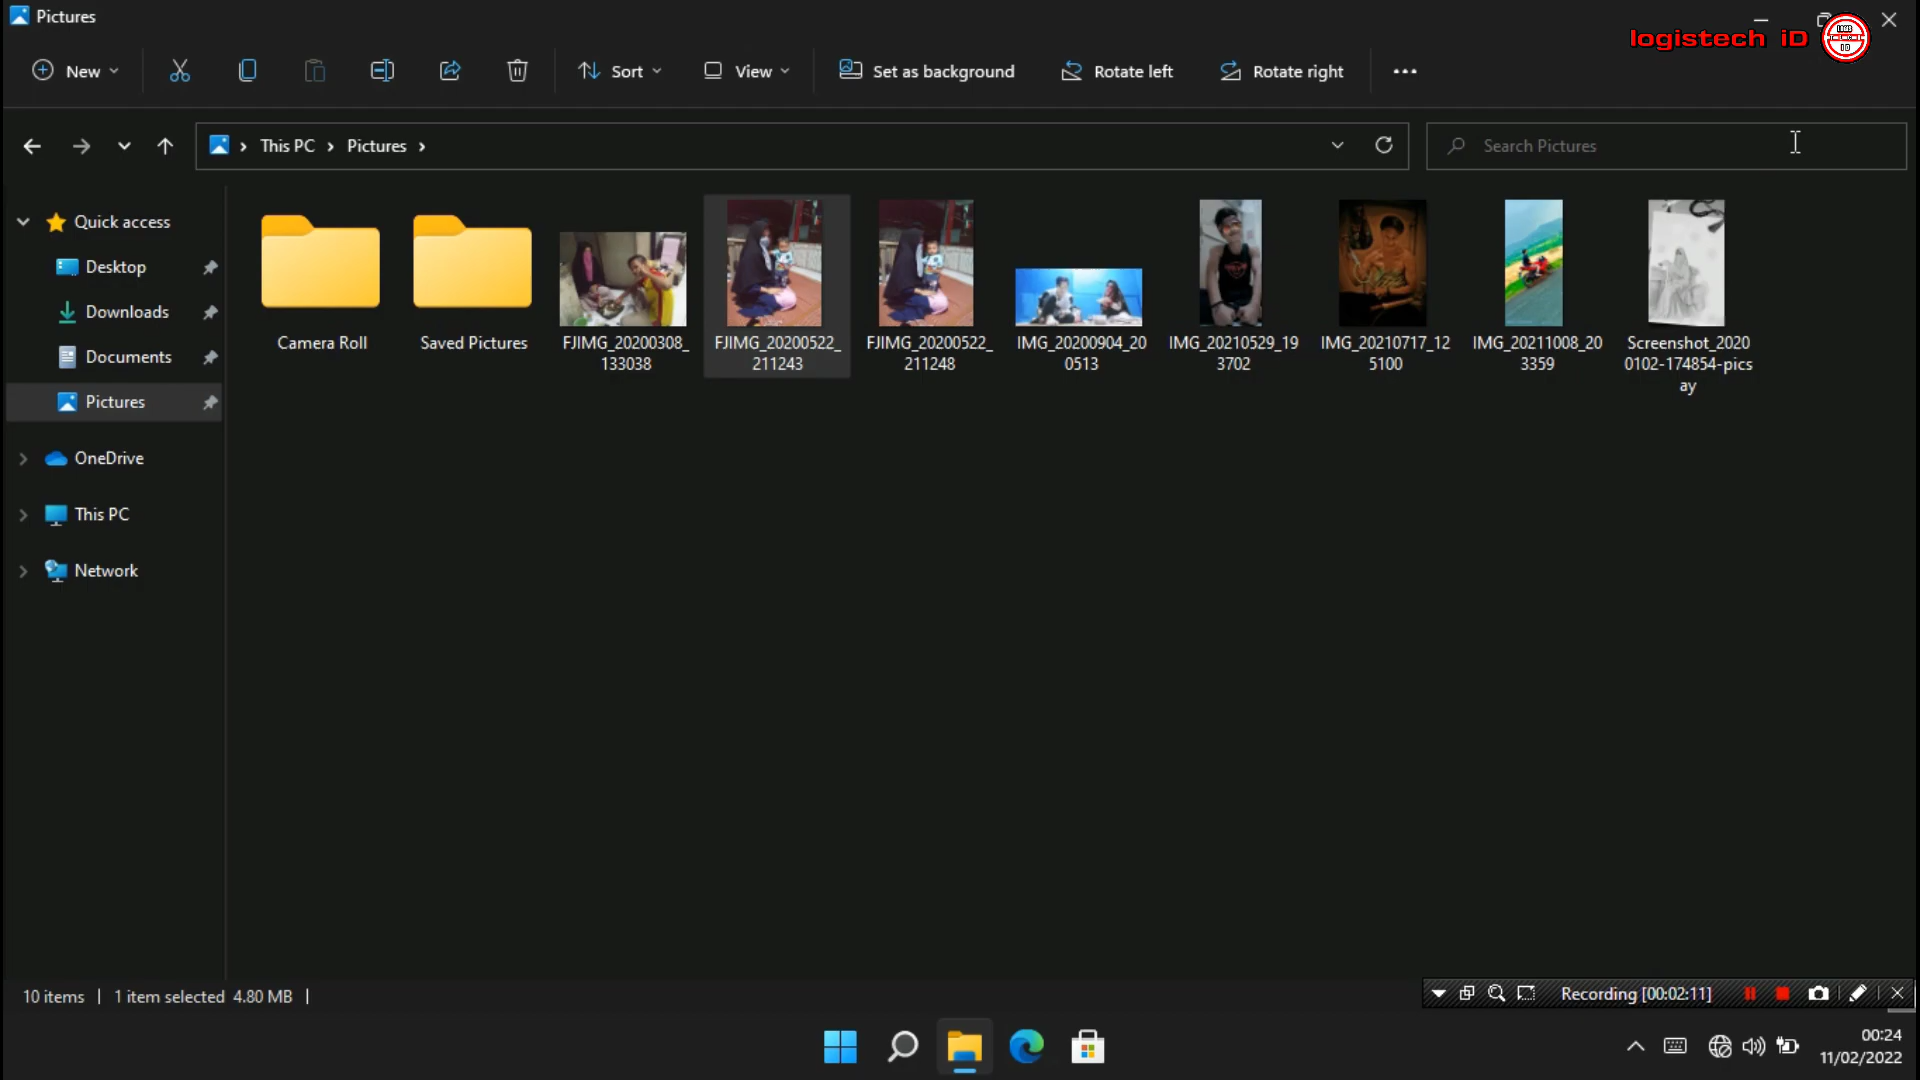 Pictures
logistech iD
New
Sort
View
Set as background
Rotate left
Rotate right
This PC
Pictures
Search Pictures
Quick access
Desktop
Downloads
Documents
Pictures
OneDrive
This PC
Network
Camera Roll
Saved Pictures
FJIMG_20200308_
133038
FJIMG_20200522_
211243
FJIMG_20200522_
211248
IMG_20200904_20
0513
IMG_20210529_19
3702
IMG_20210717_12
5100
IMG_20211008_20
3359
Screenshot_2020
0102-174854-pics
ay
10 items
1 item selected 4.80 MB
Recording [00:02:11]
00:24
11/02/2022